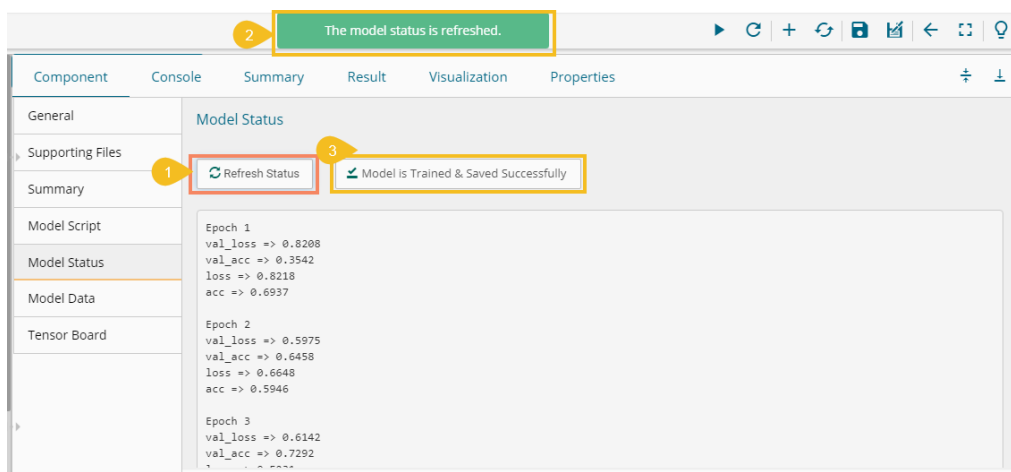 2
The model status is refreshed.
Component Console Summary Result Visualization Properties
General
Supporting Files
Summary
Model Script
Model Status
Model Data
Tensor Board
Model Status
1
Refresh Status
3
Model is Trained & Saved Successfully
Epoch 1
val_loss => 0.8208
val_acc => 0.3542
loss => 0.8218
acc => 0.6937
Epoch 2
val_loss => 0.5975
val_acc => 0.6458
loss => 0.6648
acc => 0.5946
Epoch 3
val_loss => 0.6142
val_acc => 0.7292